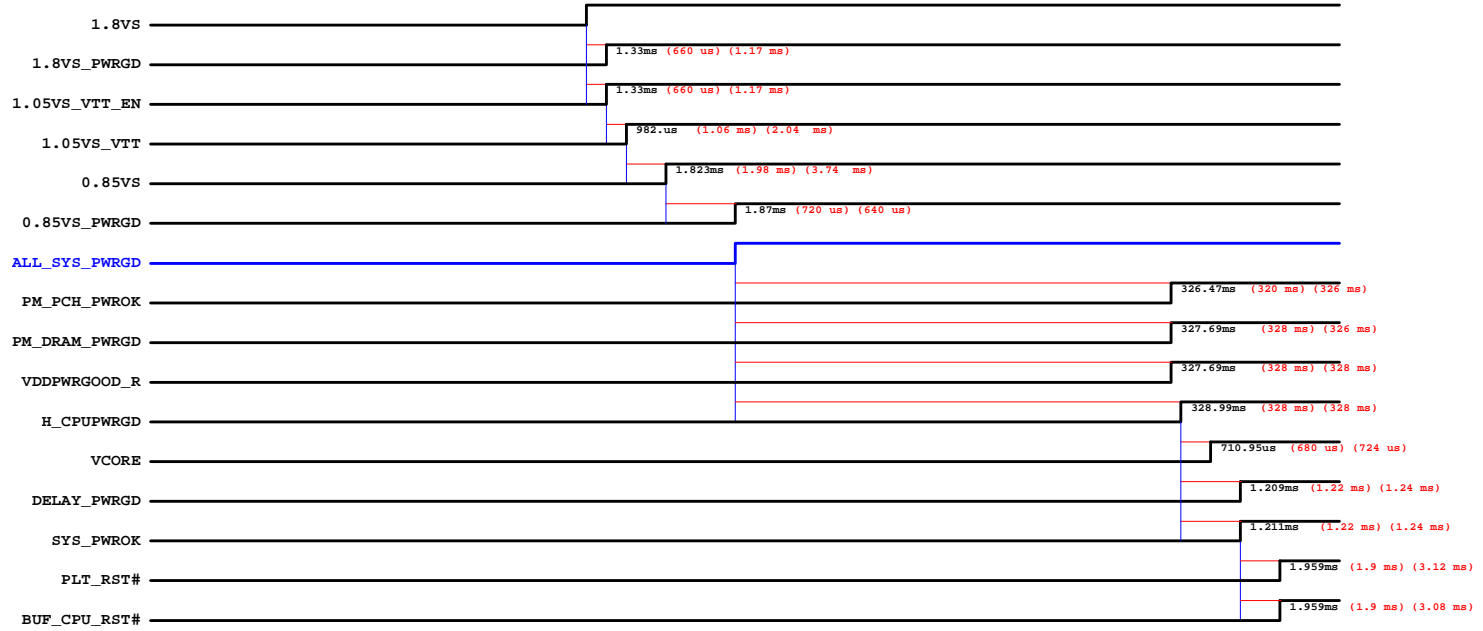 1.8VS
1.8VS_PWRGD 1.33ms (660 us) (1.17 ms)
1.05VS_VTT_EN 1.33ms (660 us) (1.17 ms)
1.05VS_VTT 982.us (1.06 ms) (2.04 ms)
0.85VS 1.823ms (1.98 ms) (3.74 ms)
0.85VS_PWRGD 1.87ms (720 us) (640 us)
ALL_SYS_PWRGD
PM_PCH_PWROK 326.47ms (320 ms) (326 ms)
PM_DRAM_PWRGD 327.69ms (328 ms) (326 ms)
VDDPWRGOOD_R 327.69ms (328 ms) (328 ms)
H_CPUPWRGD 328.99ms (328 ms) (328 ms)
VCORE 710.95us (680 us) (724 us)
DELAY_PWRGD 1.209ms (1.22 ms) (1.24 ms)
SYS_PWROK 1.211ms (1.22 ms) (1.24 ms)
PLT_RST# 1.959ms (1.9 ms) (3.12 ms)
BUF_CPU_RST# 1.959ms (1.9 ms) (3.08 ms)